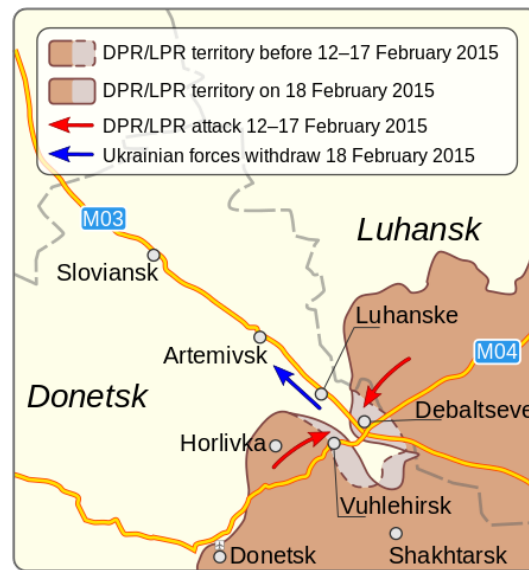 DPR/LPR territory before 12–17 February 2015
DPR/LPR territory on 18 February 2015
DPR/LPR attack 12–17 February 2015
Ukrainian forces withdraw 18 February 2015
M03
Luhansk
Sloviansk
Luhanske
Artemivsk
M04
Donetsk
Debaltseve
Horlivka
Vuhlehirsk
Donetsk
Shakhtarsk